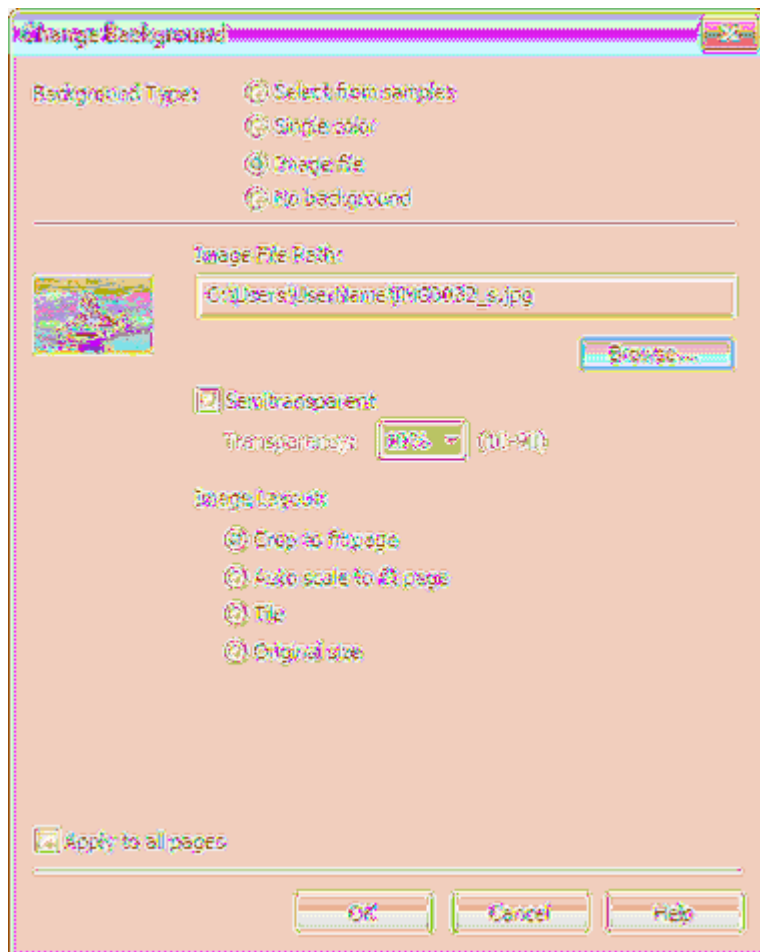 Change Background
Background Type:
Select from samples
Single color
Image file
No background
Image File Path:
C:\Users\UserName\
Browse...
Semitransparent
Transparency: (10-90)
Image Layout:
Crop to fit page
Auto scale to fit page
Tile
Original size
Apply to all pages
OK
Cancel
Help